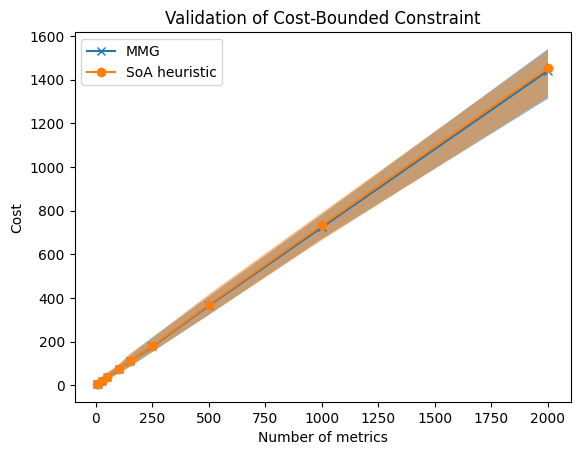 Validation of Cost-Bounded Constraint
MMG
SoA heuristic
Cost
1600
1400
1200
1000
800
600
400
200
0
0 250 500 750 1000 1250 1500 1750 2000
Number of metrics